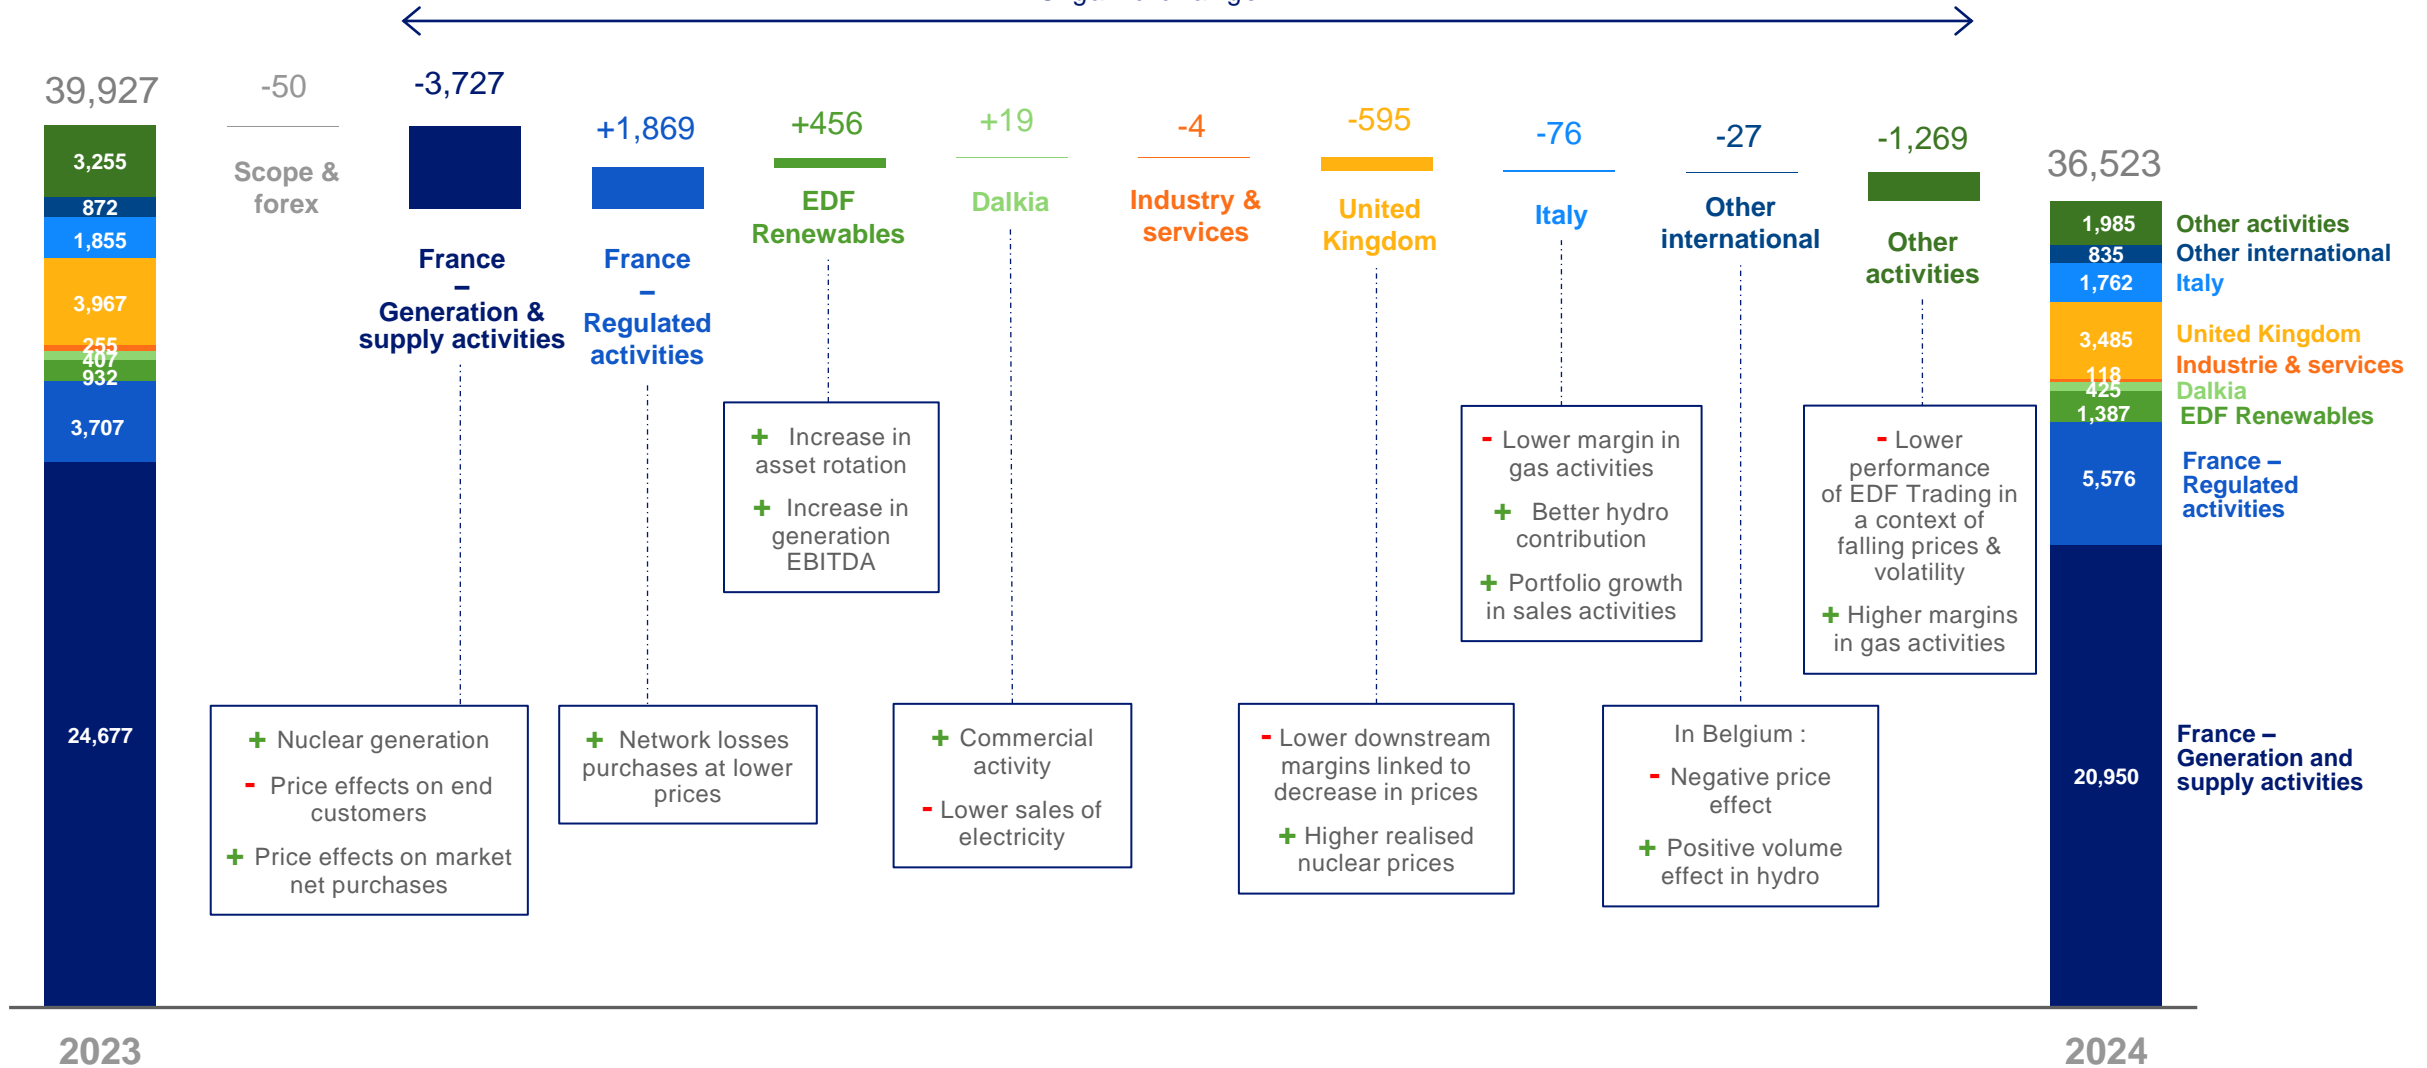 39,927
3,255
872
1,855
3,967
255
407
932
3,707
24,677
2023
-50
Scope &
forex
-3,727
France
–
Generation &
supply activities
+ Nuclear generation
- Price effects on end
customers
+ Price effects on market
net purchases
+1,869
France
–
Regulated
activities
+ Network losses
purchases at lower
prices
+456
EDF
Renewables
+ Increase in
asset rotation
+ Increase in
generation
EBITDA
+19
Dalkia
+ Commercial
activity
- Lower sales of
electricity
-4
Industry &
services
-595
United
Kingdom
- Lower downstream
margins linked to
decrease in prices
+ Higher realised
nuclear prices
-76
Italy
- Lower margin in
gas activities
+ Better hydro
contribution
+ Portfolio growth
in sales activities
-27
Other
international
In Belgium :
- Negative price
effect
+ Positive volume
effect in hydro
-1,269
Other
activities
- Lower
performance
of EDF Trading in
a context of
falling prices &
volatility
+ Higher margins
in gas activities
36,523
1,985
835
1,762
3,485
118
425
1,387
5,576
20,950
2024
Other activities
Other international
Italy
United Kingdom
Industrie & services
Dalkia
EDF Renewables
France –
Regulated
activities
France –
Generation and
supply activities